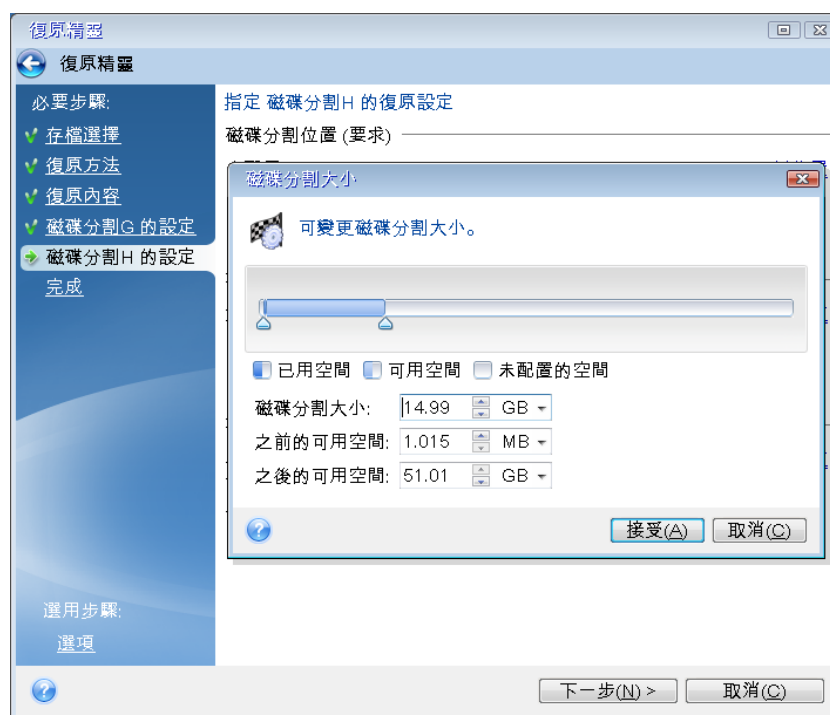 復原精靈
復原精靈
必要步驟:
存檔選擇
復原方法
復原內容
磁碟分割G 的設定
磁碟分割H 的設定
完成
選用步驟:
選項
指定 磁碟分割H 的復原設定
磁碟分割位置 (要求)
磁碟分割大小
可變更磁碟分割大小。
已用空間 可用空間 未配置的空間
磁碟分割大小: 14.99 GB
之前的可用空間: 1.015 MB
之後的可用空間: 51.01 GB
接受(A) 取消(C)
下一步(N) > 取消(C)